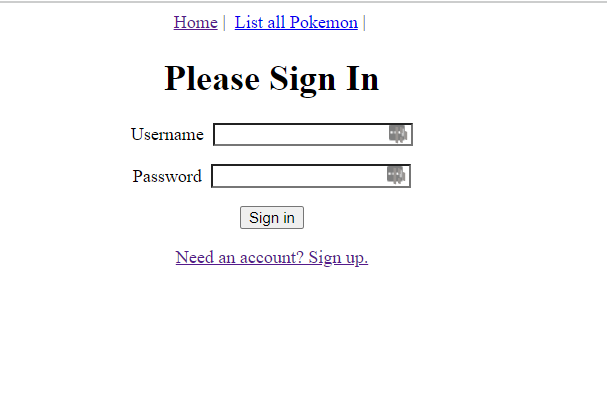 Home | List all Pokemon |
Please Sign In
Username
Password
Sign in
Need an account? Sign up.